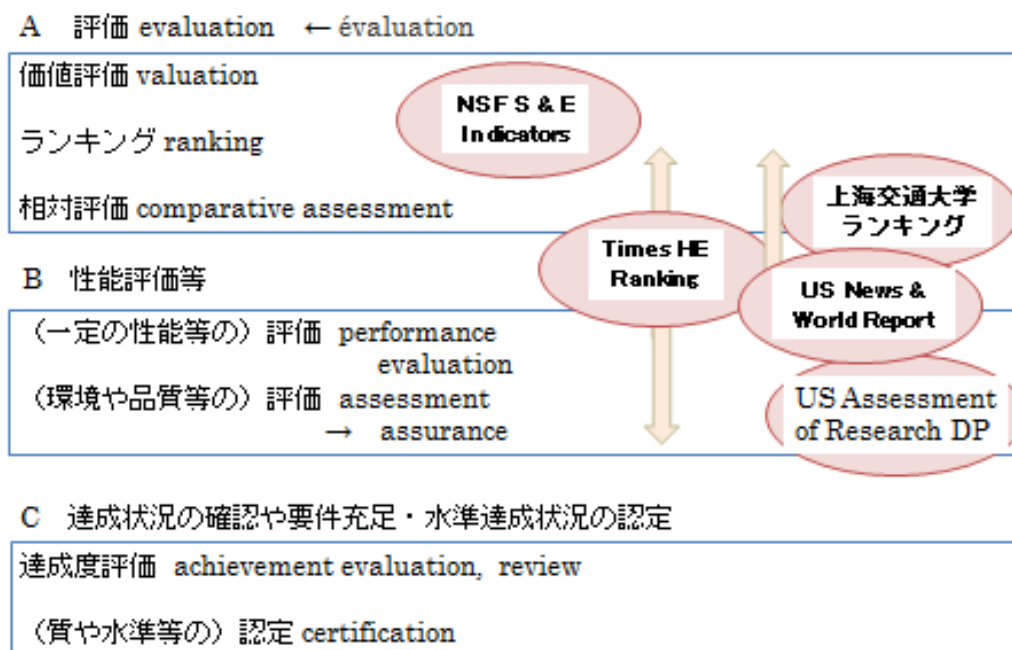 A 評価 evaluation ← évaluation
価値評価 valuation
NSF S & E
Indicators
ランキング ranking
相対評価 comparative assessment
上海交通大学
ランキング
Times HE
Ranking
B 性能評価等
US News &
World Report
（一定の性能等の）評価 performance
evaluation
（環境や品質等の）評価 assessment
→ assurance
US Assessment
of Research DP
C 達成状況の確認や要件充足・水準達成状況の認定
達成度評価 achievement evaluation, review
（質や水準等の）認定 certification